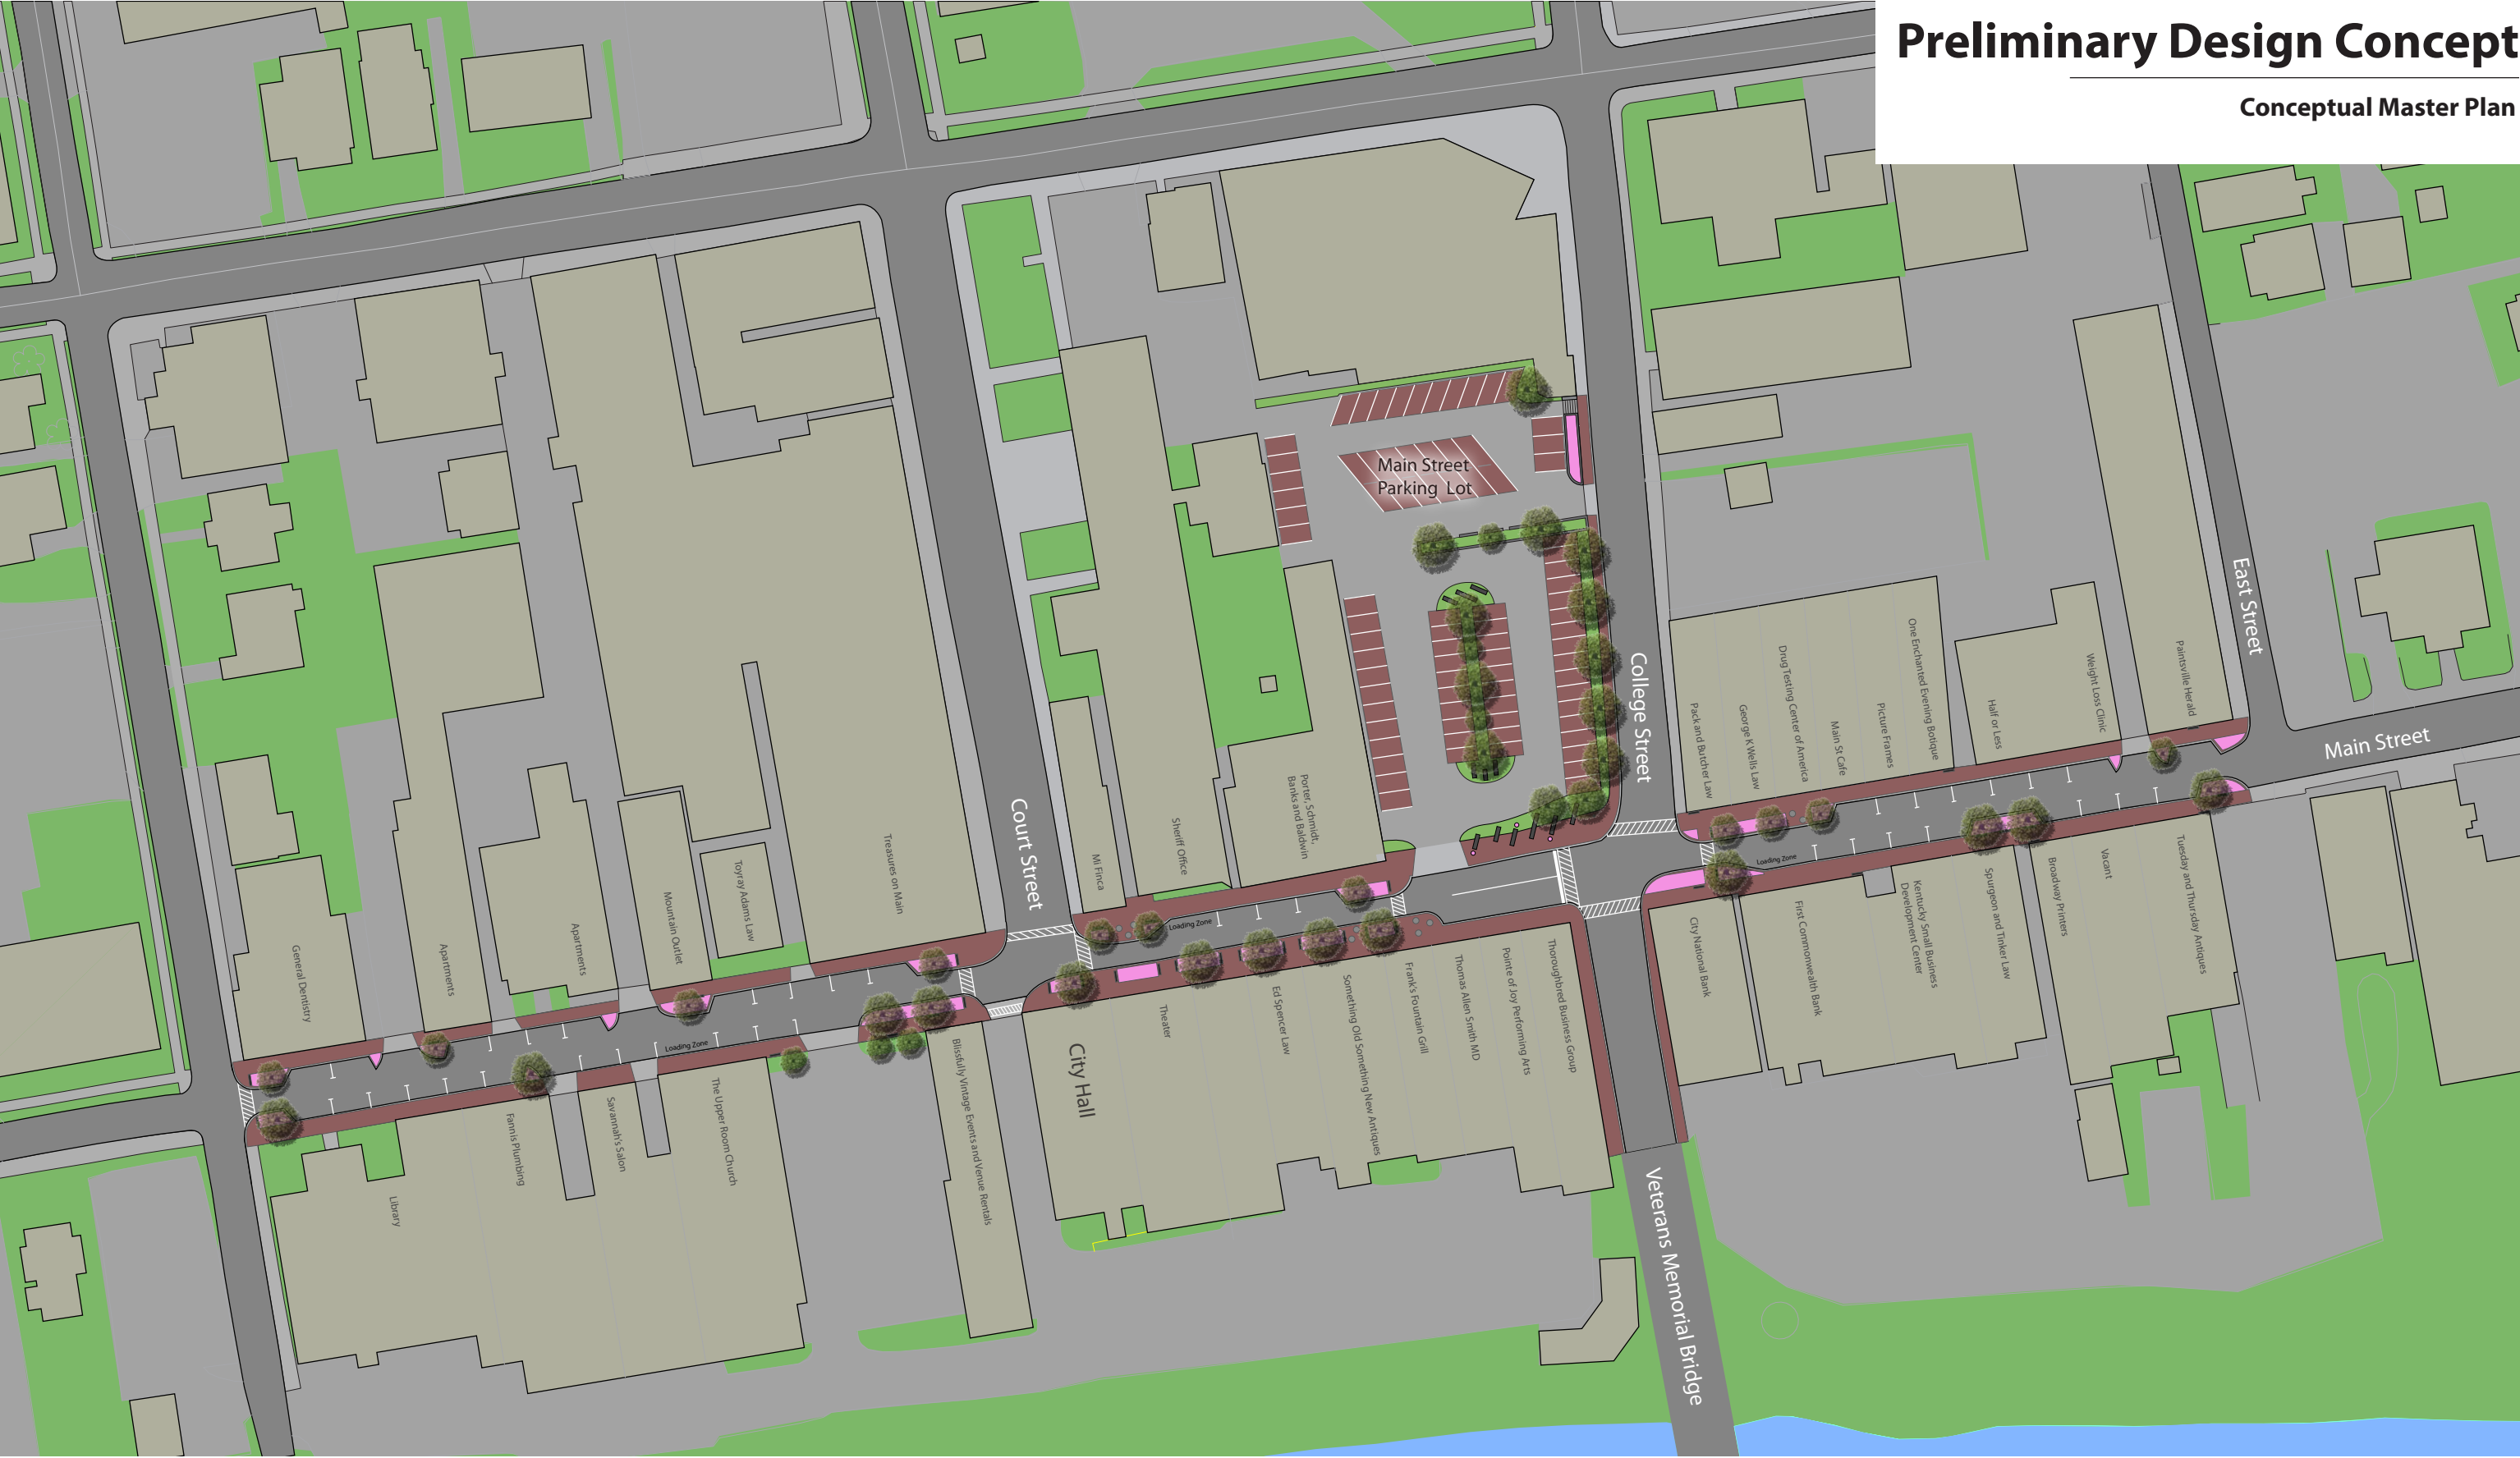 Preliminary Design Concept
Conceptual Master Plan
Main Street
Parking Lot
Court Street
College Street
East Street
Main Street
Veterans Memorial Bridge
General Dentistry
Apartments
Apartments
Mountain Outlet
Toyray Adams Law
Treasures on Main
Mi Finca
Sheriff Office
Porter, Schmidt,
Banks and Baldwin
Pack and Butcher Law
George K Wells Law
Drug Testing Center of America
Main St Cafe
Picture Frames
One Enchanted Evening Botique
Half or Less
Weight Loss Clinic
Paintsville Herald
Loading Zone
Loading Zone
Loading Zone
Library
Fannis Plumbing
Savannah's Salon
The Upper Room Church
Blissfully Vintage Events and Venue Rentals
City Hall
Theater
Ed Spencer Law
Something Old Something New Antiques
Frank's Fountain Grill
Thomas Allen Smith MD
Pointe of Joy Performing Arts
Thoroughbred Business Group
City National Bank
First Commonwealth Bank
Kentucky Small Business
Development Center
Spurgeon and Tinker Law
Broadway Printers
Vacant
Tuesday and Thursday Antiques